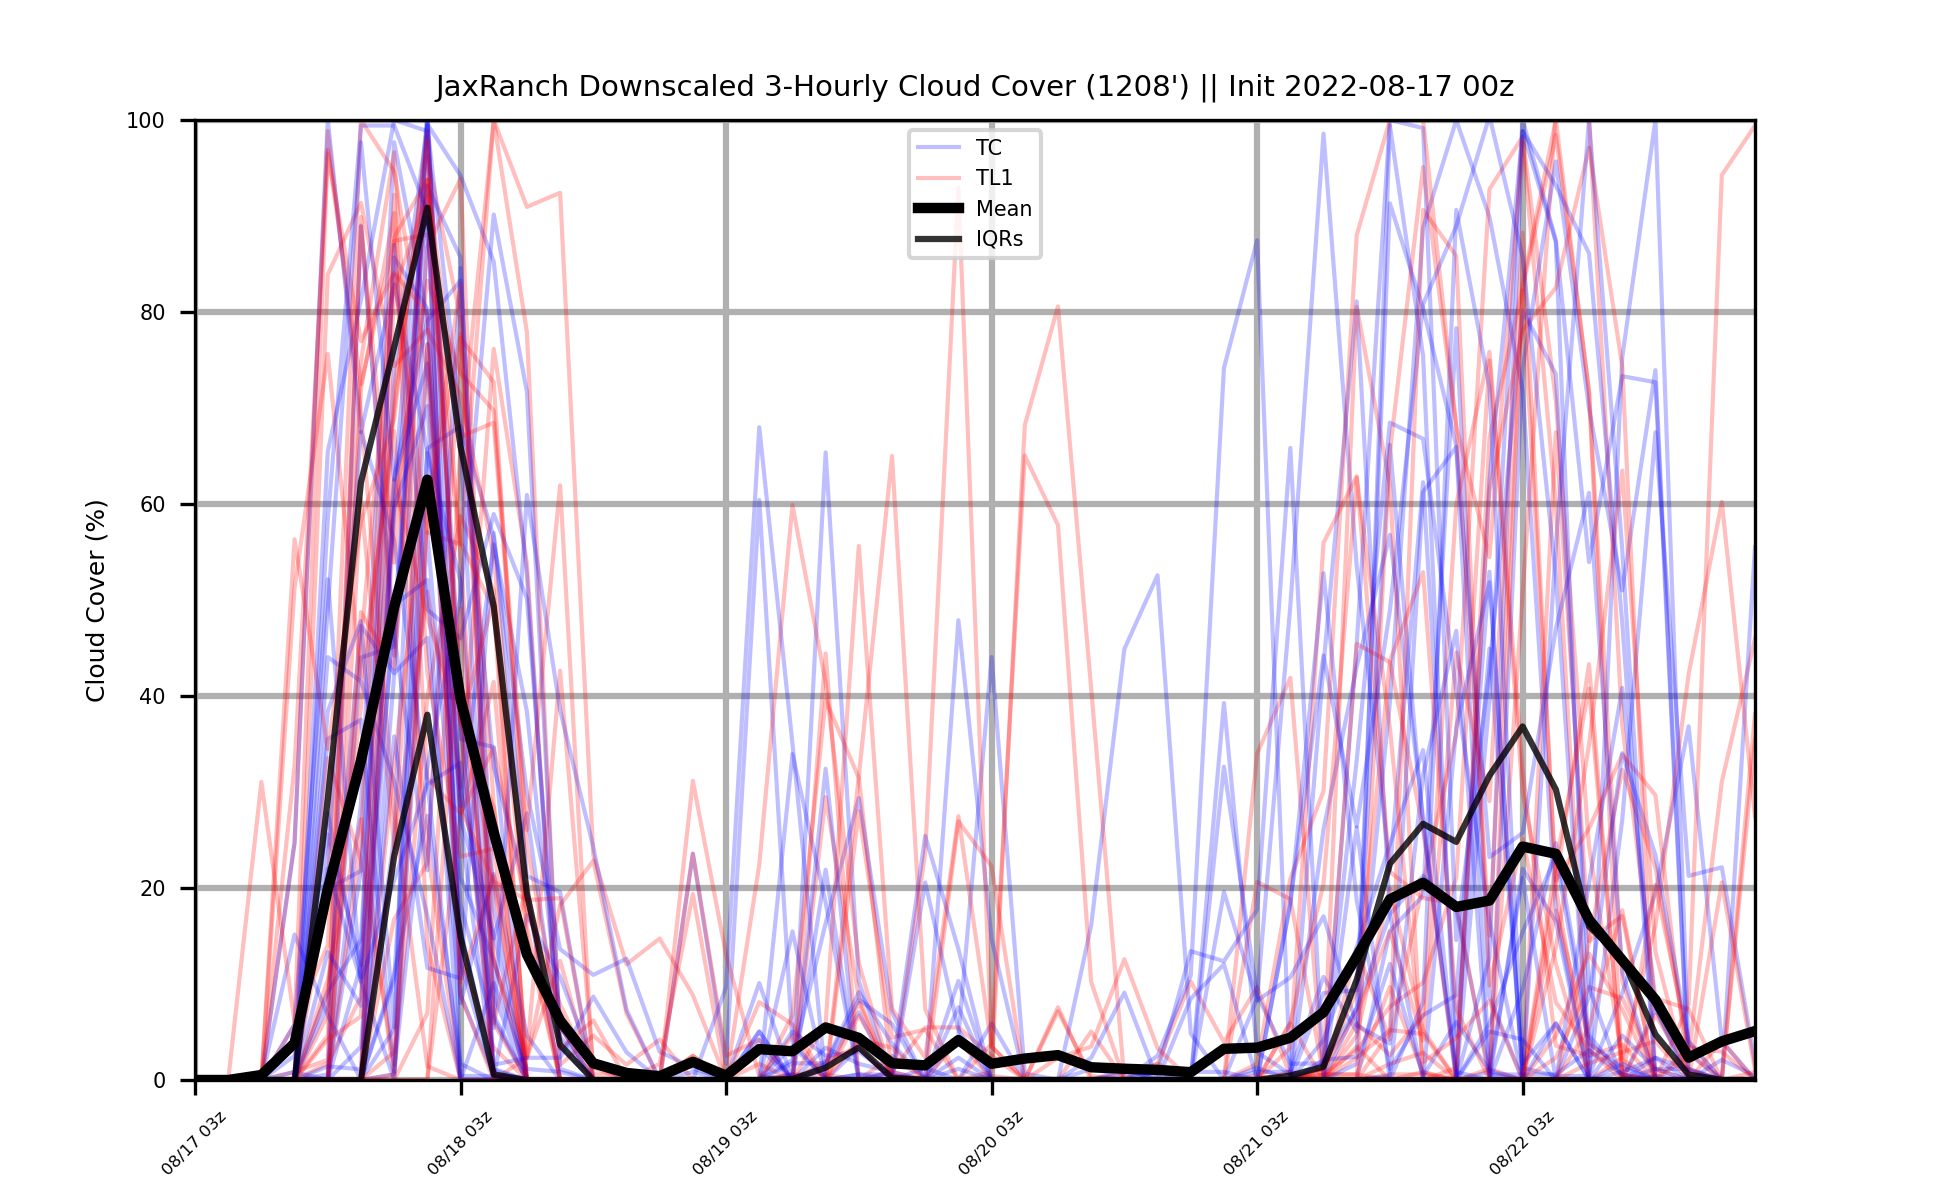 JaxRanch Downscaled 3-Hourly Cloud Cover (1208') || Init 2022-08-17 00z
Cloud Cover (%)
100
80
60
40
20
0
TC
TL1
Mean
IQRs
08/17 03z
08/18 03z
08/19 03z
08/20 03z
08/21 03z
08/22 03z